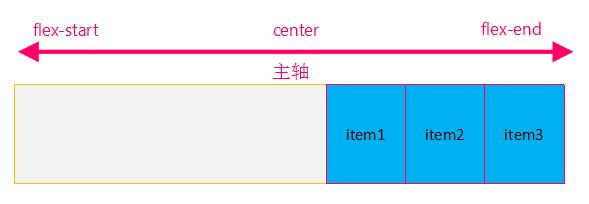 flex-start center flex-end
主轴
item1 item2 item3